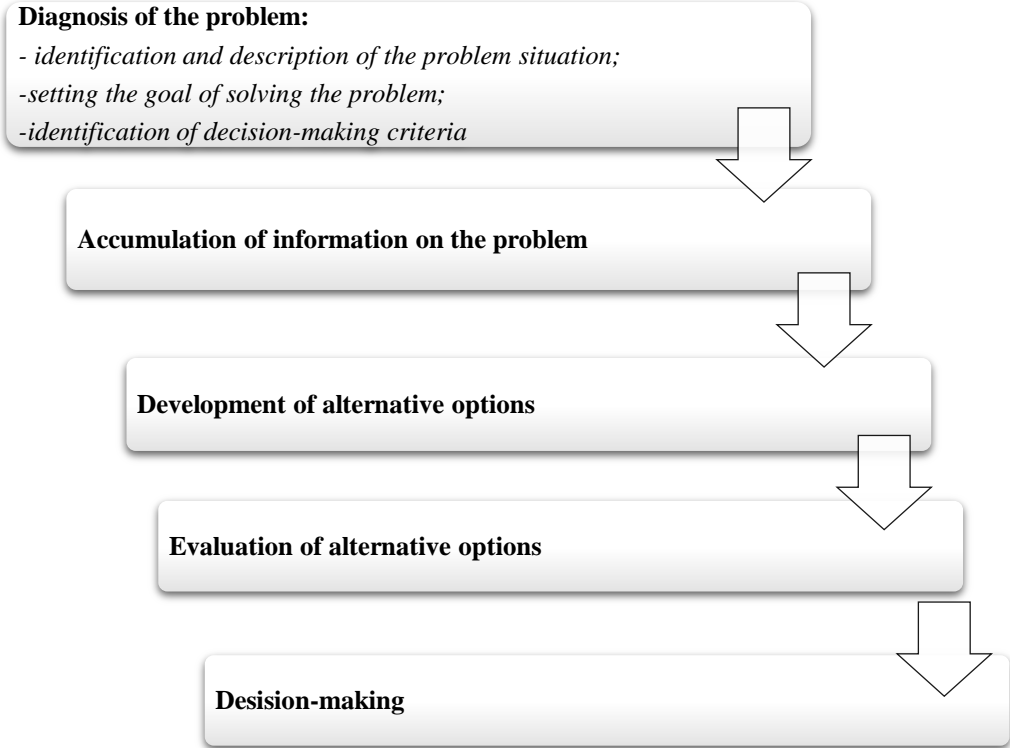 Diagnosis of the problem:
- identification and description of the problem situation;
-setting the goal of solving the problem;
-identification of decision-making criteria
Accumulation of information on the problem
Development of alternative options
Evaluation of alternative options
Desision-making